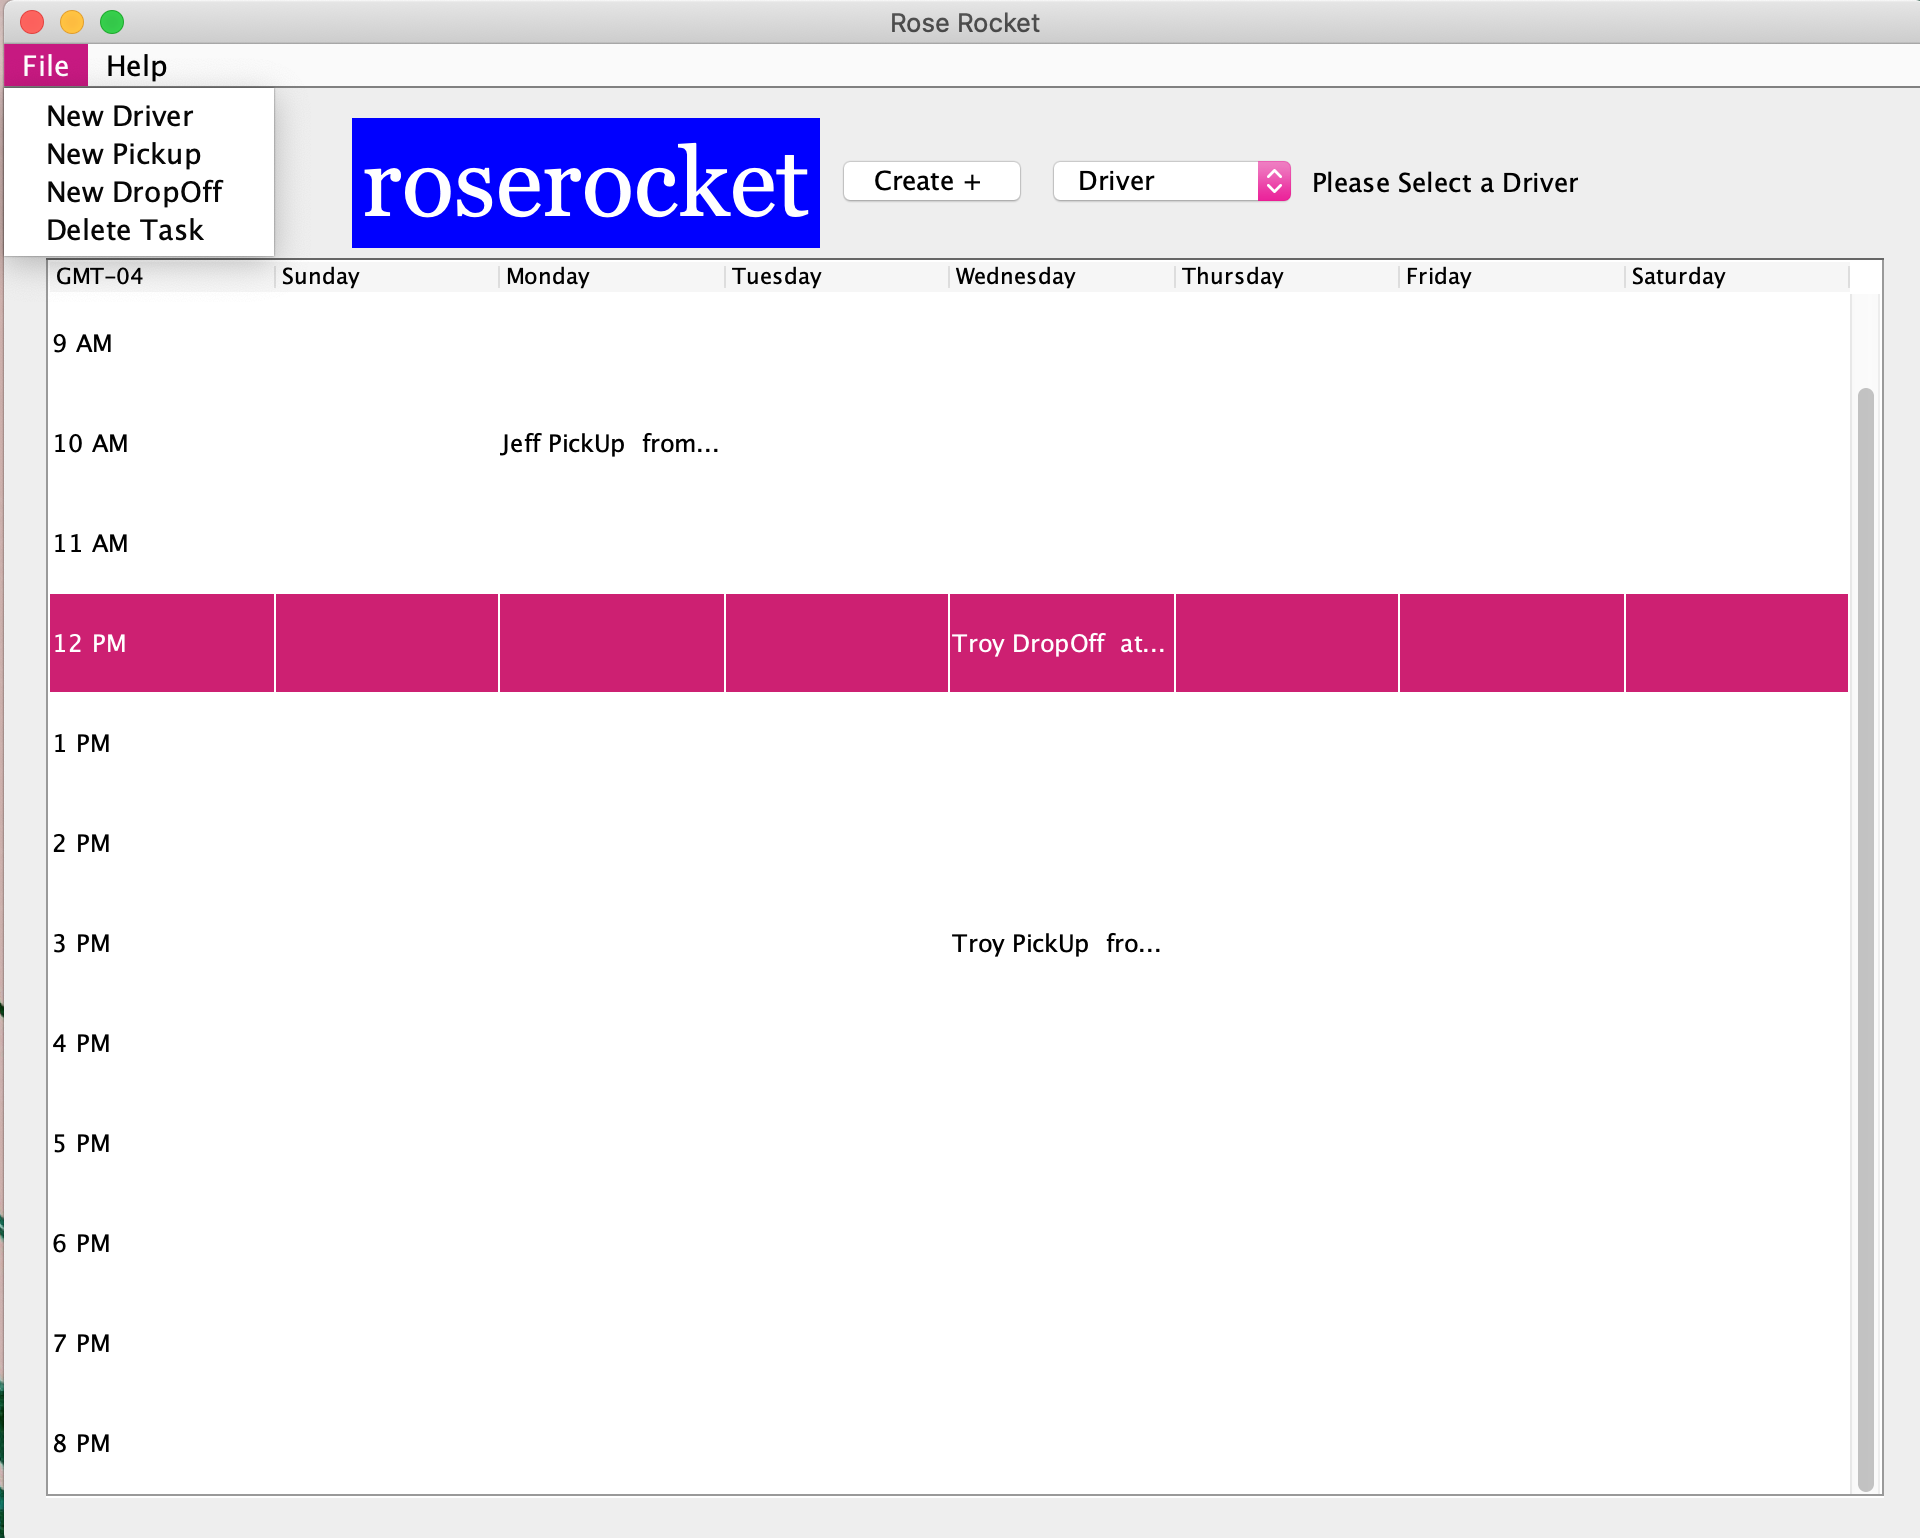 Rose Rocket
File Help
New Driver
New Pickup
New DropOff
Delete Task
roserocket Create + Driver Please Select a Driver
GMT-04 Sunday Monday Tuesday Wednesday Thursday Friday Saturday
9 AM
10 AM Jeff PickUp from...
11 AM
12 PM Troy DropOff at...
1 PM
2 PM
3 PM Troy PickUp fro...
4 PM
5 PM
6 PM
7 PM
8 PM